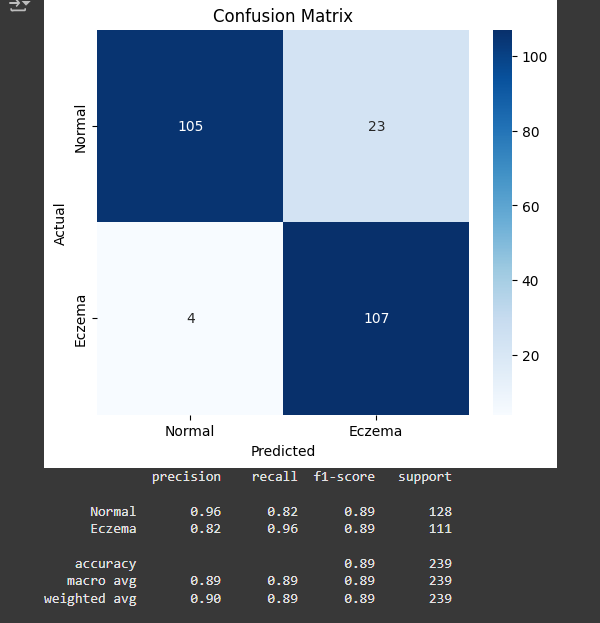 Confusion Matrix
Normal
105
23
100
80
60
Actual
Eczema
4
107
40
20
Normal Eczema
Predicted
precision recall f1-score support
Normal 0.96 0.82 0.89 128
Eczema 0.82 0.96 0.89 111
accuracy 0.89 239
macro avg 0.89 0.89 0.89 239
weighted avg 0.90 0.89 0.89 239